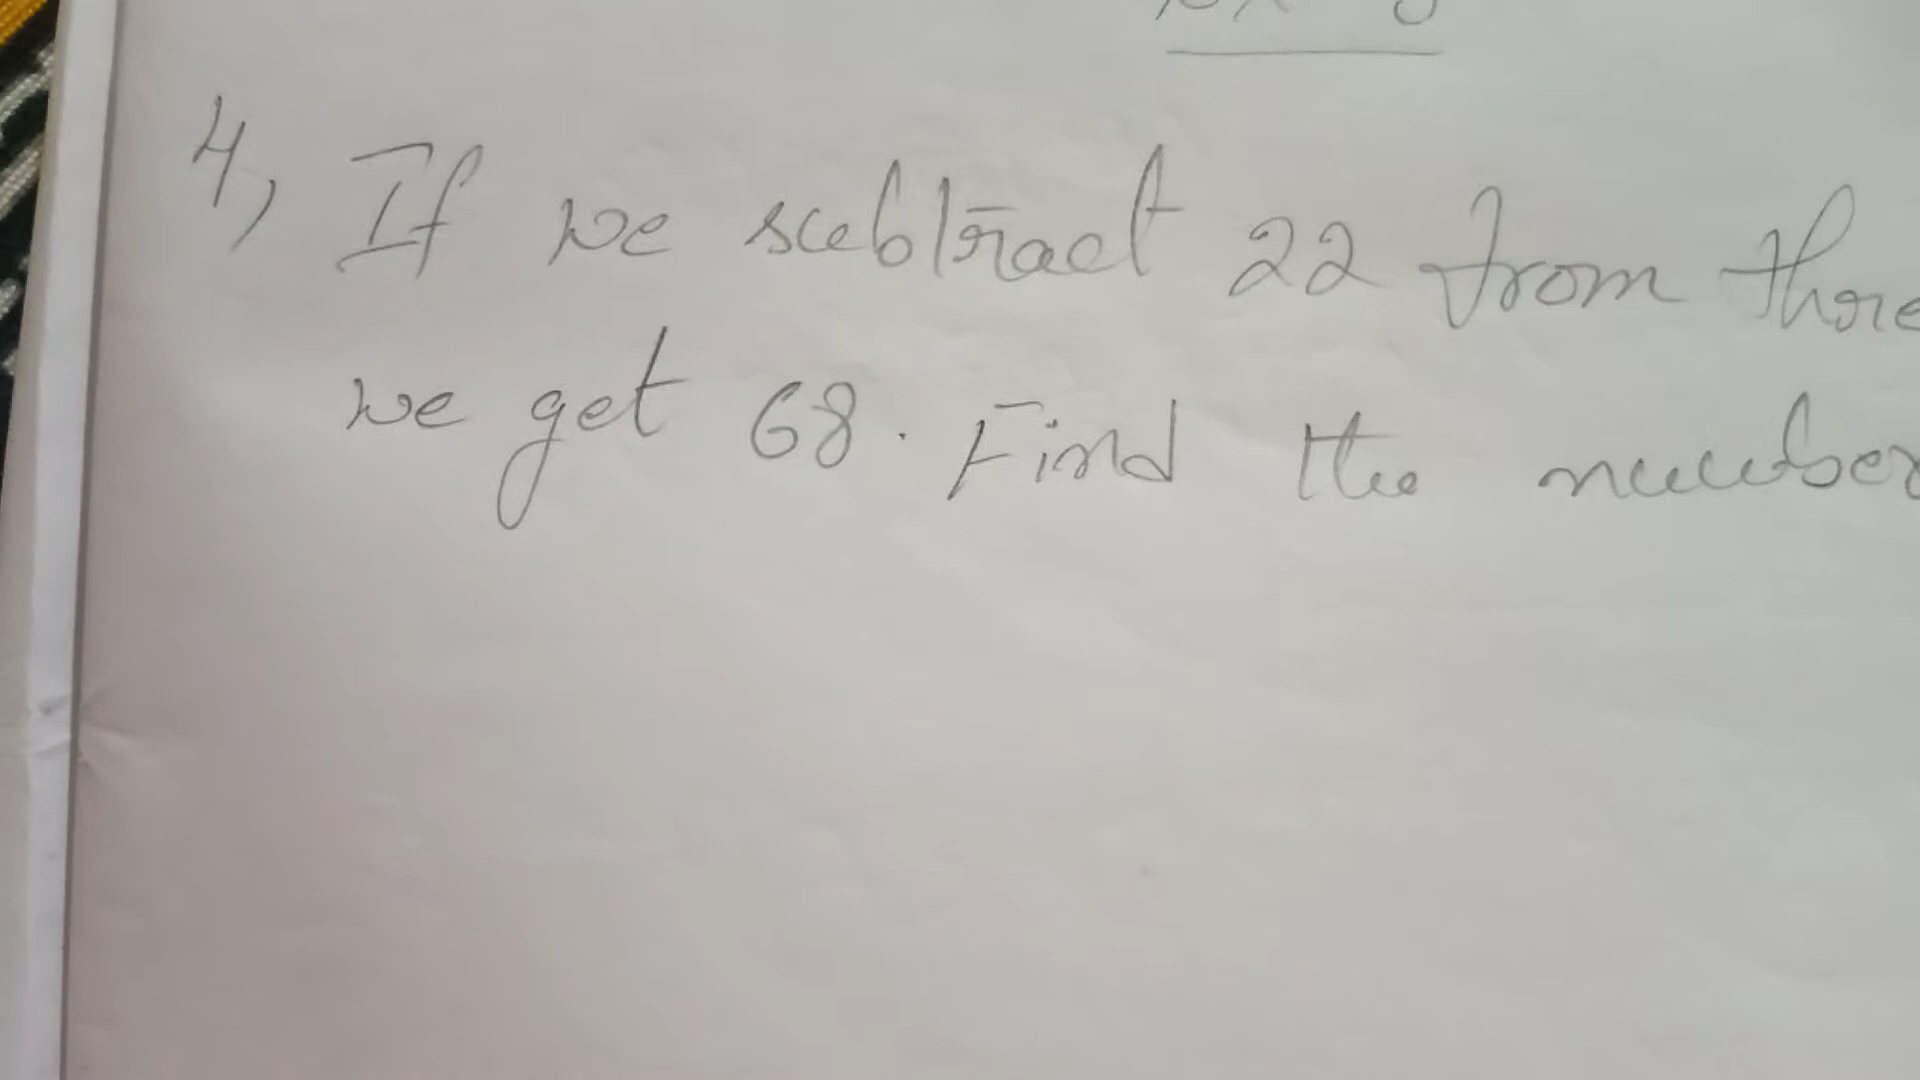 4, If we subtract 22 from thre
we get 68. Find the number